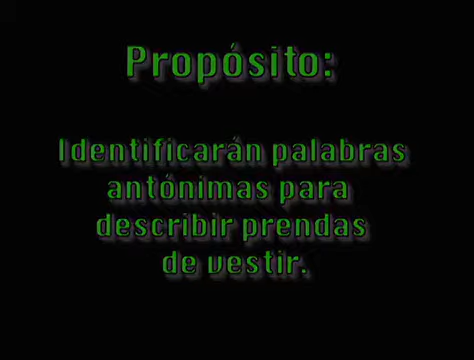 Propósito:
Identificarán palabras
antónimas para
describir prendas
de vestir.